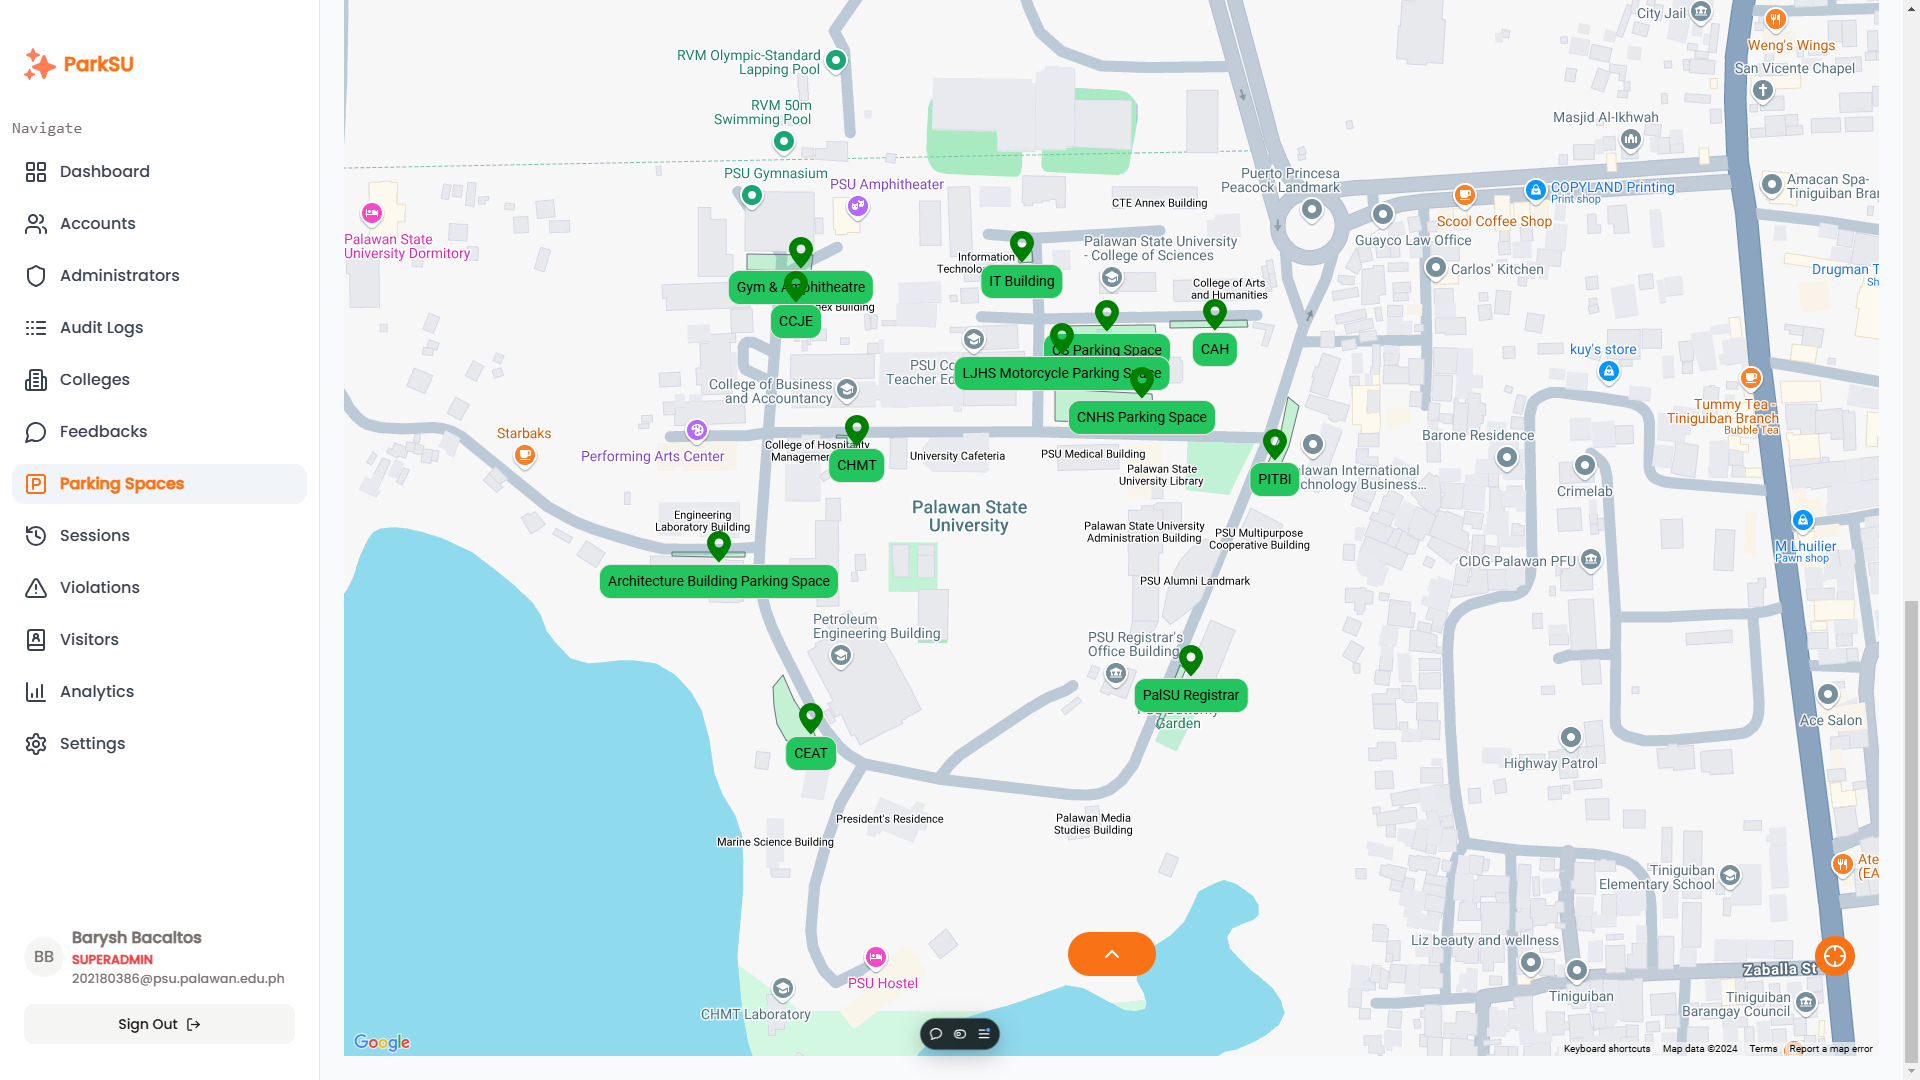 ParkSU
Navigate
Dashboard
Accounts
Administrators
Audit Logs
Colleges
Feedbacks
Parking Spaces
Sessions
Violations
Visitors
Analytics
Settings
BB
Barysh Bacaltos
SUPERADMIN
202180386@psu.palawan.edu.ph
Sign Out
City Jail
Weng's Wings
San Vicente Chapel
RVM Olympic-Standard
Lapping Pool
RVM 50m
Swimming Pool
Masjid Al-Ikhwah
PSU Gymnasium
PSU Amphitheater
Puerto Princesa
Peacock Landmark
COPYLAND Printing
Print shop
Amacan Spa-
Tiniguiban
CTE Annex Building
Scool Coffee Shop
Palawan State
University Dormitory
Palawan State University
- College of Sciences
Guayco Law Office
Information
Carlos' Kitchen
Drugman
IT Building
College of Arts
and Humanities
Gym &
Building
CCJE
Parking Space
CAH
kuy's store
PSU
Teacher
LJHS Motorcycle Parking
College of Business
and Accountancy
CNHS Parking Space
Tummy Tea -
Tiniguiban Branch
Bubble Tea
Starbaks
Barone Residence
College of Hospitality
CHMT
University Cafeteria
PSU Medical Building
Performing Arts Center
Palawan State
University Library
PITBI
International
Business...
Crimelab
Palawan State
University
Engineering
Laboratory Building
Palawan State University
Administration Building
PSU Multipurpose
Cooperative Building
M Lhuilier
Pawn shop
CIDG Palawan PFU
Architecture Building Parking Space
PSU Alumni Landmark
Petroleum
Engineering Building
PSU Registrar's
Office Building
PalSU Registrar
Garden
Ace Salon
CEAT
Highway Patrol
President's Residence
Palawan Media
Studies Building
Marine Science Building
Tiniguiban
Elementary School
Liz beauty and wellness
Zaballa St
PSU Hostel
Tiniguiban
Tiniguiban
Barangay Council
CHMT Laboratory
Google
Keyboard shortcuts
Map data ©2024
Terms
Report a map error